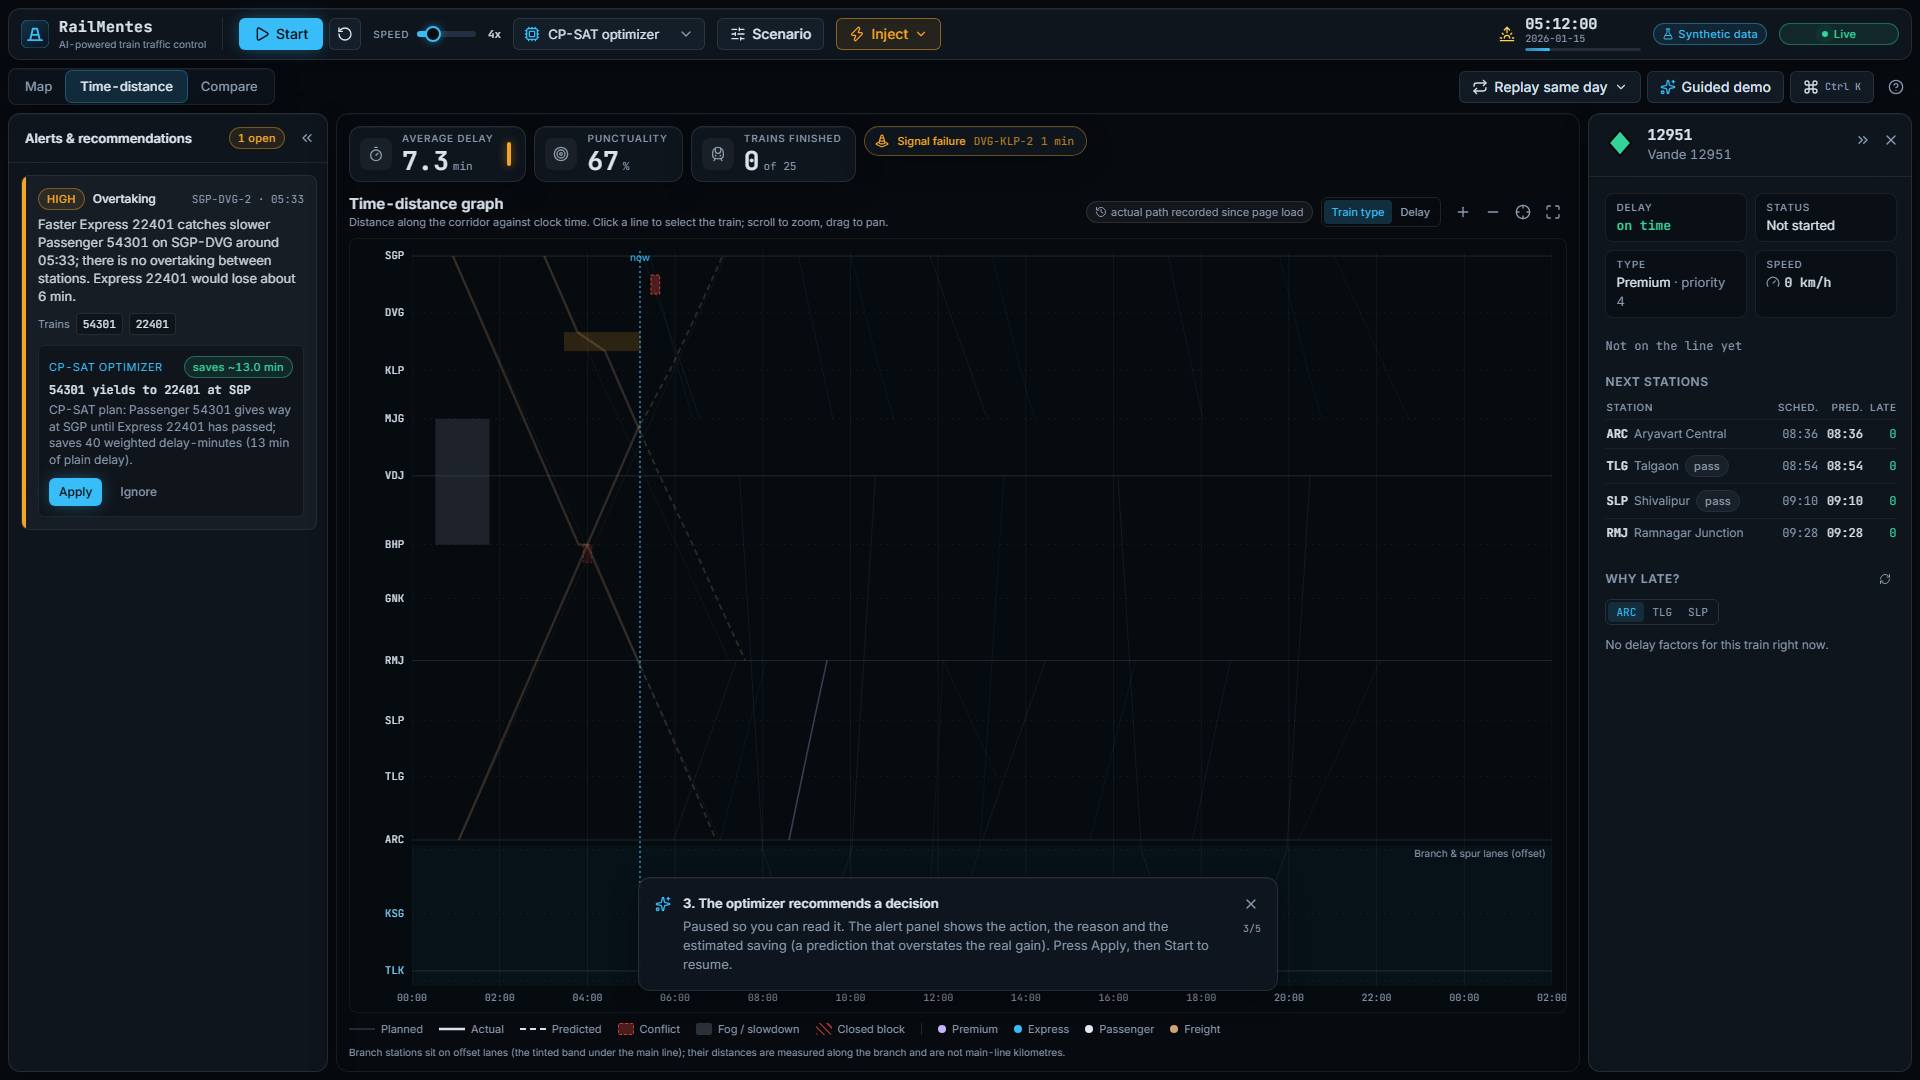 RailMentes
AI-powered train traffic control
Start
SPEED
4x
CP-SAT optimizer
Scenario
Inject
05:12:00
2026-01-15
Synthetic data
Live
Map
Time-distance
Compare
Replay same day
Guided demo
Ctrl K
Alerts & recommendations
1 open
HIGH Overtaking SGP-DVG-2 · 05:33
Faster Express 22401 catches slower
Passenger 54301 on SGP-DVG around
05:33; there is no overtaking between
stations. Express 22401 would lose about
6 min.
Trains 54301 22401
CP-SAT OPTIMIZER saves ~13.0 min
54301 yields to 22401 at SGP
CP-SAT plan: Passenger 54301 gives way
at SGP until Express 22401 has passed;
saves 40 weighted delay-minutes (13 min
of plain delay).
Apply Ignore
AVERAGE DELAY
7.3 min
PUNCTUALITY
67 %
TRAINS FINISHED
0 of 25
Signal failure DVG-KLP-2 1 min
Time-distance graph
Distance along the corridor against clock time. Click a line to select the train; scroll to zoom, drag to pan.
actual path recorded since page load
Train type Delay
now
SGP
DVG
KLP
MJG
VDJ
BHP
GNK
RMJ
SLP
TLG
ARC
KSG
TLK
Branch & spur lanes (offset)
3. The optimizer recommends a decision
Paused so you can read it. The alert panel shows the action, the reason and the
estimated saving (a prediction that overstates the real gain). Press Apply, then Start to
resume.
3/5
00:00 02:00 04:00 06:00 08:00 10:00 12:00 14:00 16:00 18:00 20:00 22:00 00:00 02:00
Planned Actual Predicted Conflict Fog / slowdown Closed block Premium Express Passenger Freight
Branch stations sit on offset lanes (the tinted band under the main line); their distances are measured along the branch and are not main-line kilometres.
12951
Vande 12951
DELAY
on time
STATUS
Not started
TYPE
Premium · priority
4
SPEED
0 km/h
Not on the line yet
NEXT STATIONS
STATION SCHED. PRED. LATE
ARC Aryavart Central 08:36 08:36 0
TLG Talgaon pass 08:54 08:54 0
SLP Shivalipur pass 09:10 09:10 0
RMJ Ramnagar Junction 09:28 09:28 0
WHY LATE?
ARC TLG SLP
No delay factors for this train right now.